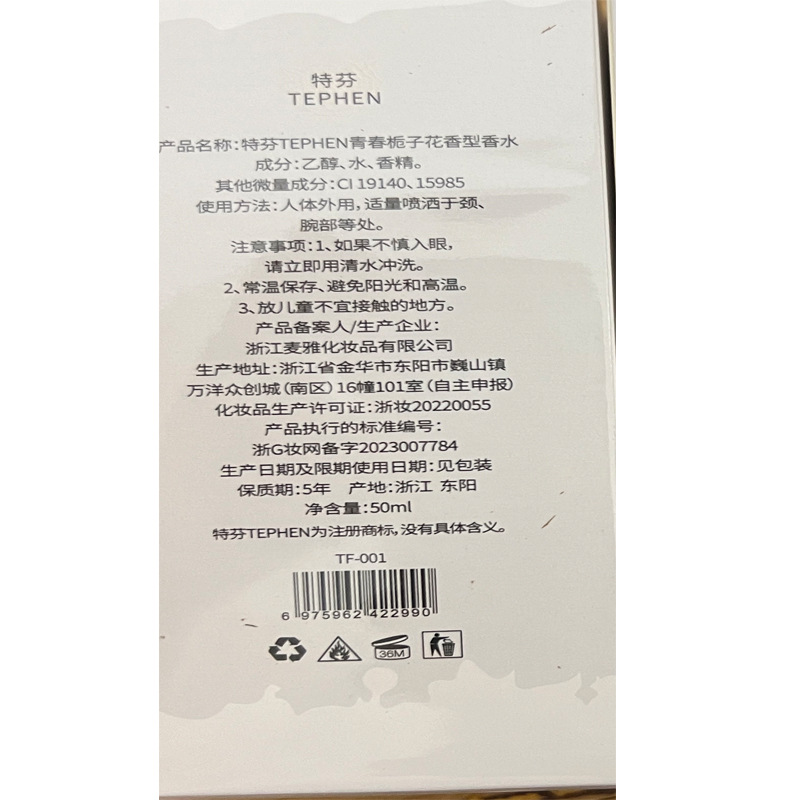 特芬
TEPHEN
产品名称:特芬TEPHEN青春栀子花香型香水
成分:乙醇、水、香精。
其他微量成分:CI 19140、15985
使用方法:人体外用,适量喷洒于颈、
腕部等处。
注意事项:1、如果不慎入眼,
请立即用清水冲洗。
2、常温保存、避免阳光和高温。
3、放儿童不宜接触的地方。
产品备案人/生产企业:
浙江麦雅化妆品有限公司
生产地址:浙江省金华市东阳市巍山镇
万洋众创城(南区)16幢101室(自主申报)
化妆品生产许可证:浙妆20220055
产品执行的标准编号:
浙G妆网备字2023007784
生产日期及限期使用日期:见包装
保质期:5年 产地:浙江 东阳
净含量:50ml
特芬TEPHEN为注册商标,没有具体含义。
TF-001
6 975962 422990
36M